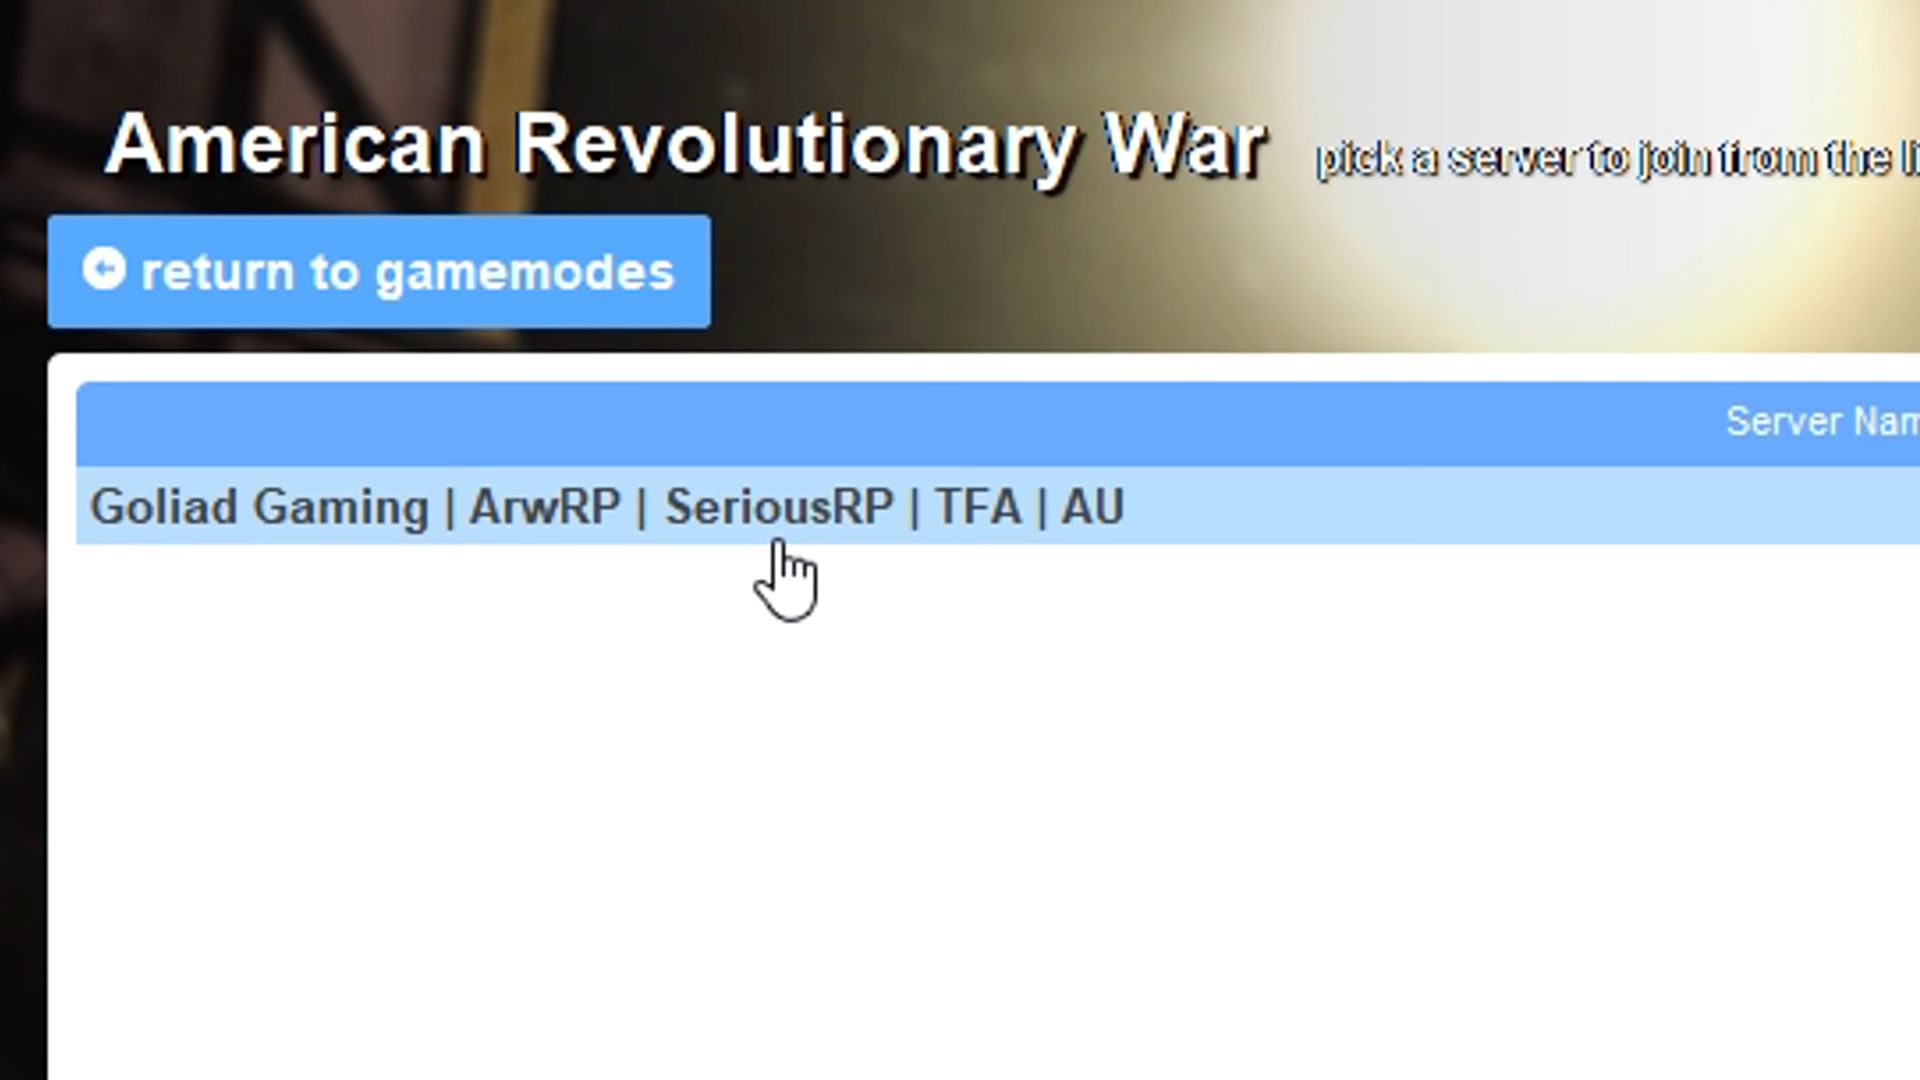 American Revolutionary War pick a server to join from the
return to gamemodes
Server
Goliad Gaming | ArwRP | SeriousRP | TFA | AU